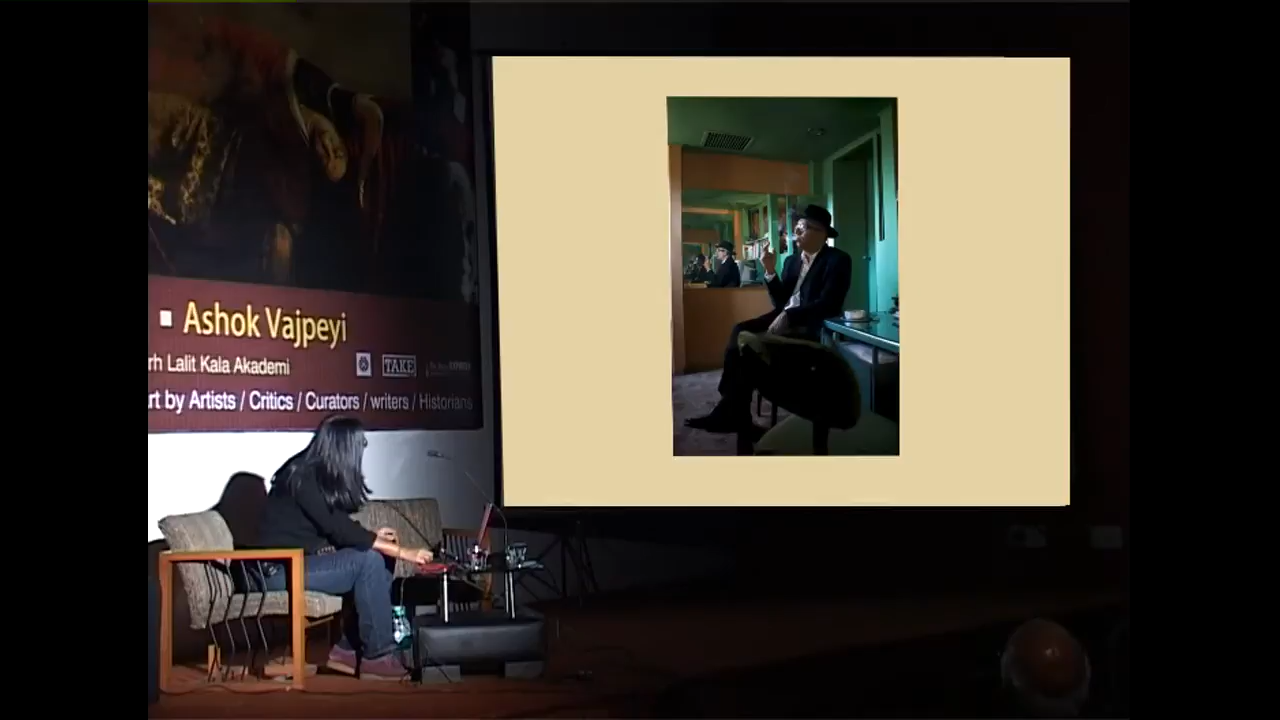 Ashok Vajpeyi
rh Lalit Kala Akademi
TAKE
rt by Artists / Critics / Curators / writers / Historians